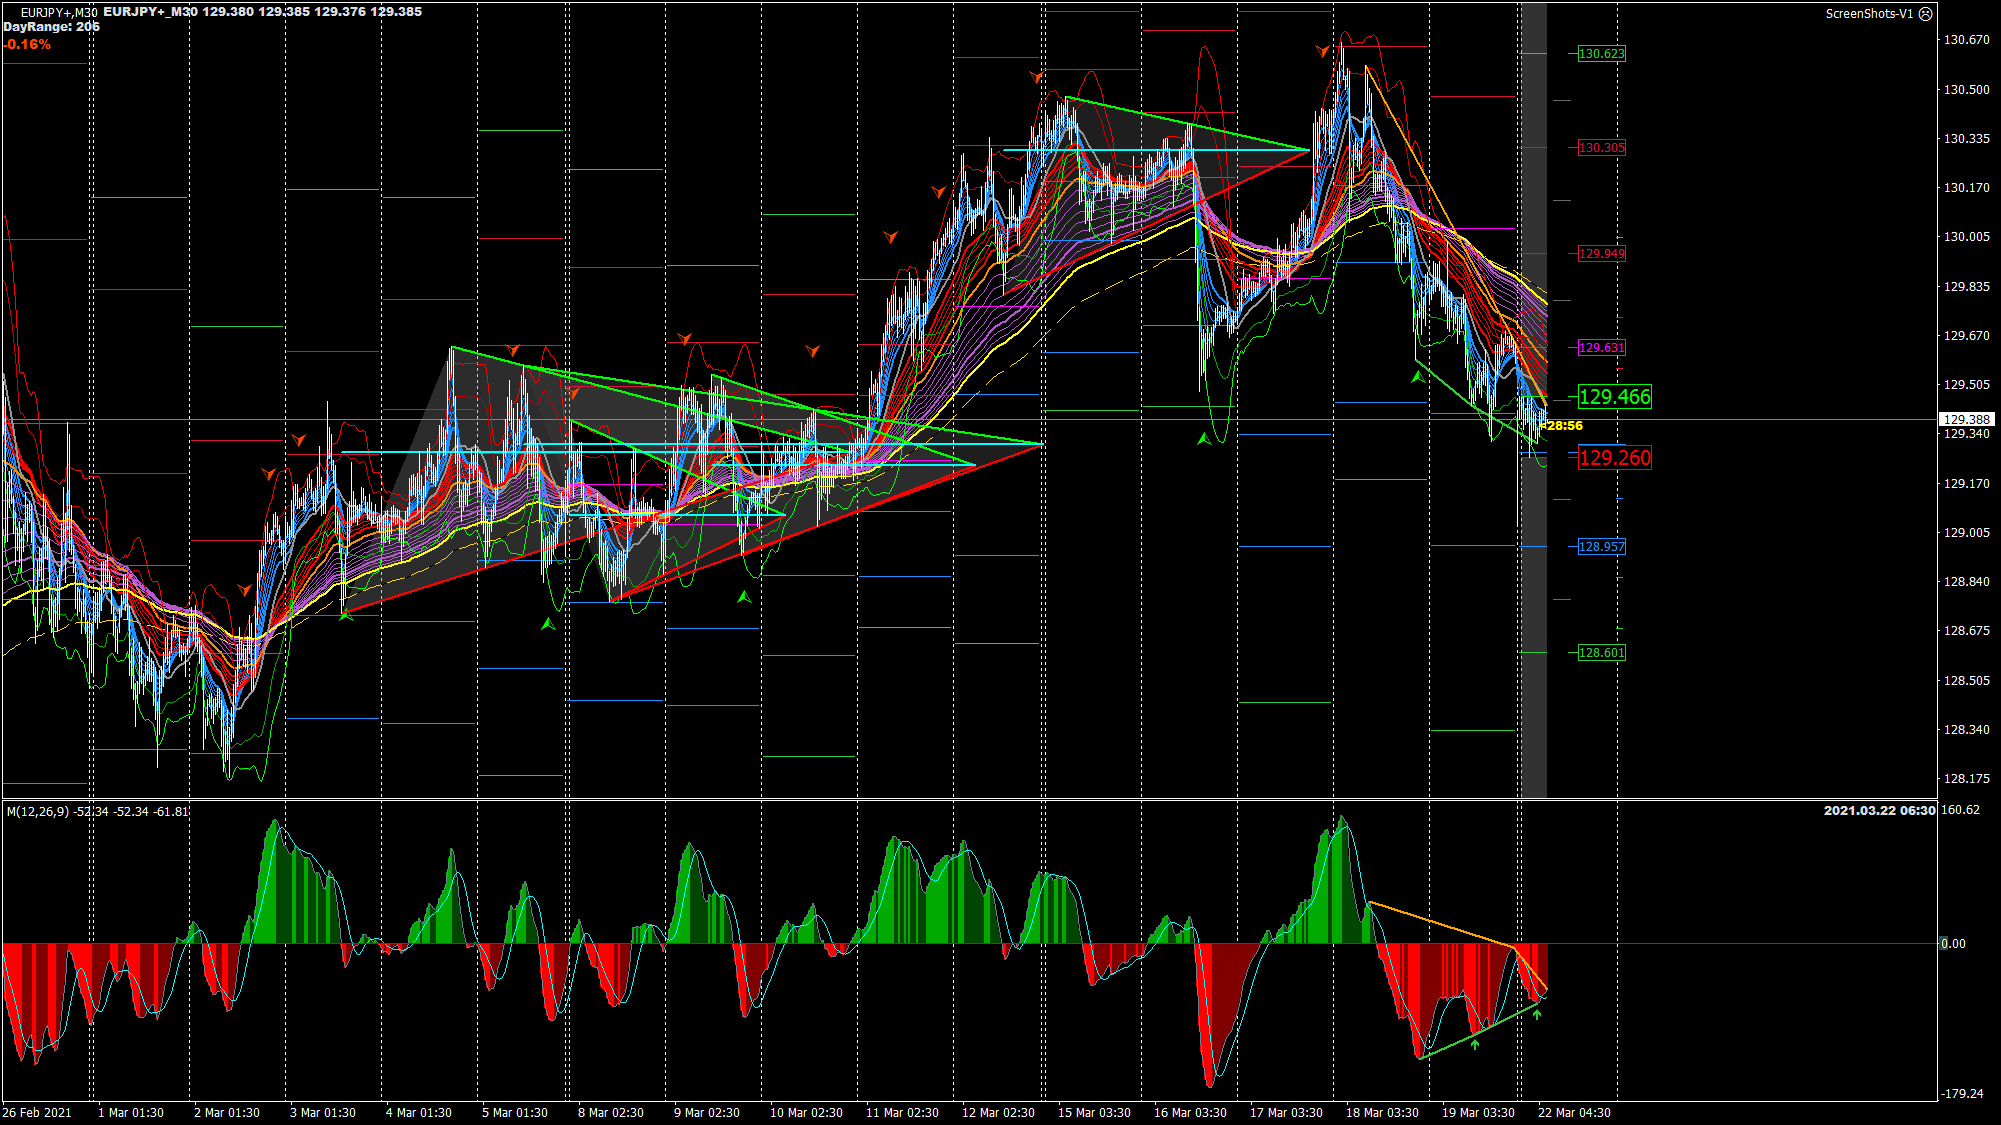 EURJPY+,M30 EURJPY+_M30 129.380 129.385 129.376 129.385
DayRange: 206
-0.16%
ScreenShots-V1
130.623
130.305
129.949
129.631
129.466
28:56
129.260
128.957
128.601
130.670
130.500
130.335
130.170
130.005
129.835
129.670
129.505
129.388
129.340
129.170
129.005
128.840
128.675
128.505
128.340
128.175
M(12,26,9) -52.34 -52.34 -61.81
2021.03.22 06:30
160.62
0.00
-179.24
26 Feb 2021
1 Mar 01:30
2 Mar 01:30
3 Mar 01:30
4 Mar 01:30
5 Mar 01:30
8 Mar 02:30
9 Mar 02:30
10 Mar 02:30
11 Mar 02:30
12 Mar 02:30
15 Mar 03:30
16 Mar 03:30
17 Mar 03:30
18 Mar 03:30
19 Mar 03:30
22 Mar 04:30